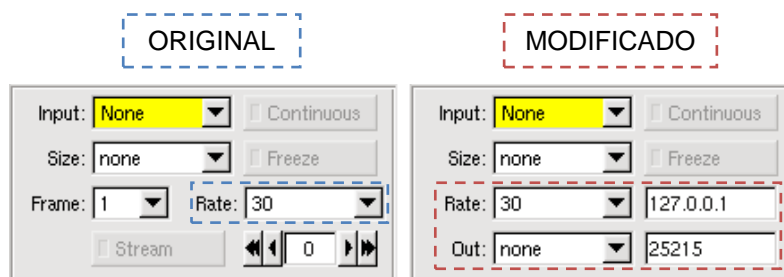 ORIGINAL
MODIFICADO
Input: None Continuous
Size: none Freeze
Frame: 1 Rate: 30
Stream 0
Input: None Continuous
Size: none Freeze
Rate: 30 127.0.0.1
Out: none 25215